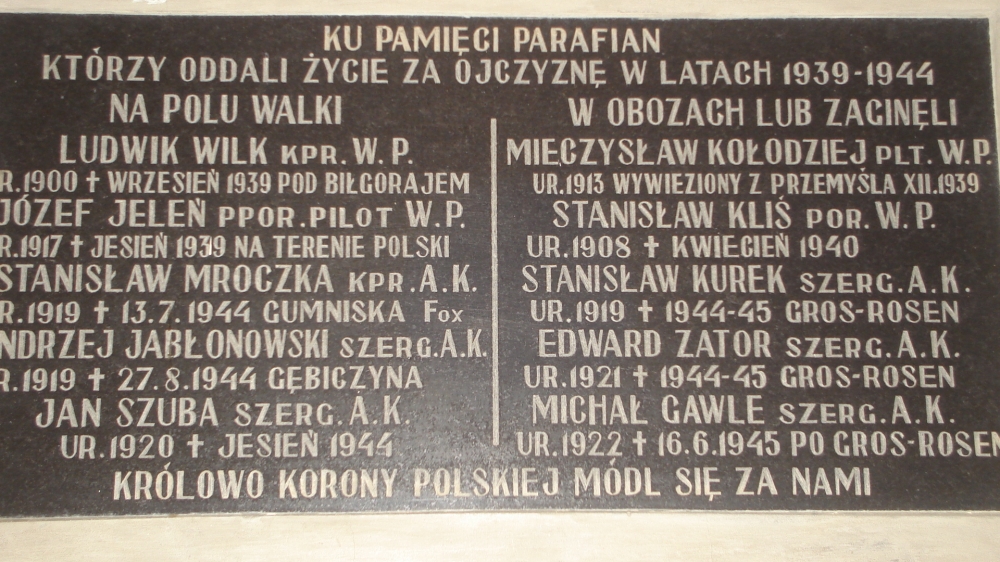 KU PAMIĘCI PARAFIAN
KTÓRZY ODDALI ŻYCIE ZA OJCZYZNĘ W LATACH 1939-1944
NA POLU WALKI
LUDWIK WILK KPR. W. P.
R.1900 ✝ WRZESIEŃ 1939 POD BIŁGORAJEM
JÓZEF JELEŃ PPOR. PILOT W.P.
R.1917 ✝ JESIEŃ 1939 NA TERENIE POLSKI
STANISŁAW MROCZKA KPR. A.K.
R.1919 ✝ 13.7.1944 GUMNISKA FOX
NDRZEJ JABŁONOWSKI SZERG. A.K.
R.1919 ✝ 27.8.1944 GĘBICZYNA
JAN SZUBA SZERG. A.K.
UR.1920 ✝ JESIEŃ 1944
W OBOZACH LUB ZAGINĘLI
MIECZYSŁAW KOŁODZIEJ PLT. W.P.
UR.1913 WYWIEZIONY Z PRZEMYŚLA XII.1939
STANISŁAW KLIŚ POR. W. P.
UR.1908 ✝ KWIECIEŃ 1940
STANISŁAW KUREK SZERG. A.K.
UR.1919 ✝ 1944-45 GROS-ROSEN
EDWARD ZATOR SZERG. A.K.
UR.1921 ✝ 1944-45 GROS-ROSEN
MICHAŁ GAWLE SZERG. A.K.
UR.1922 ✝ 16.6.1945 PO GROS-ROSEN
KRÓLOWO KORONY POLSKIEJ MÓDL SIĘ ZA NAMI